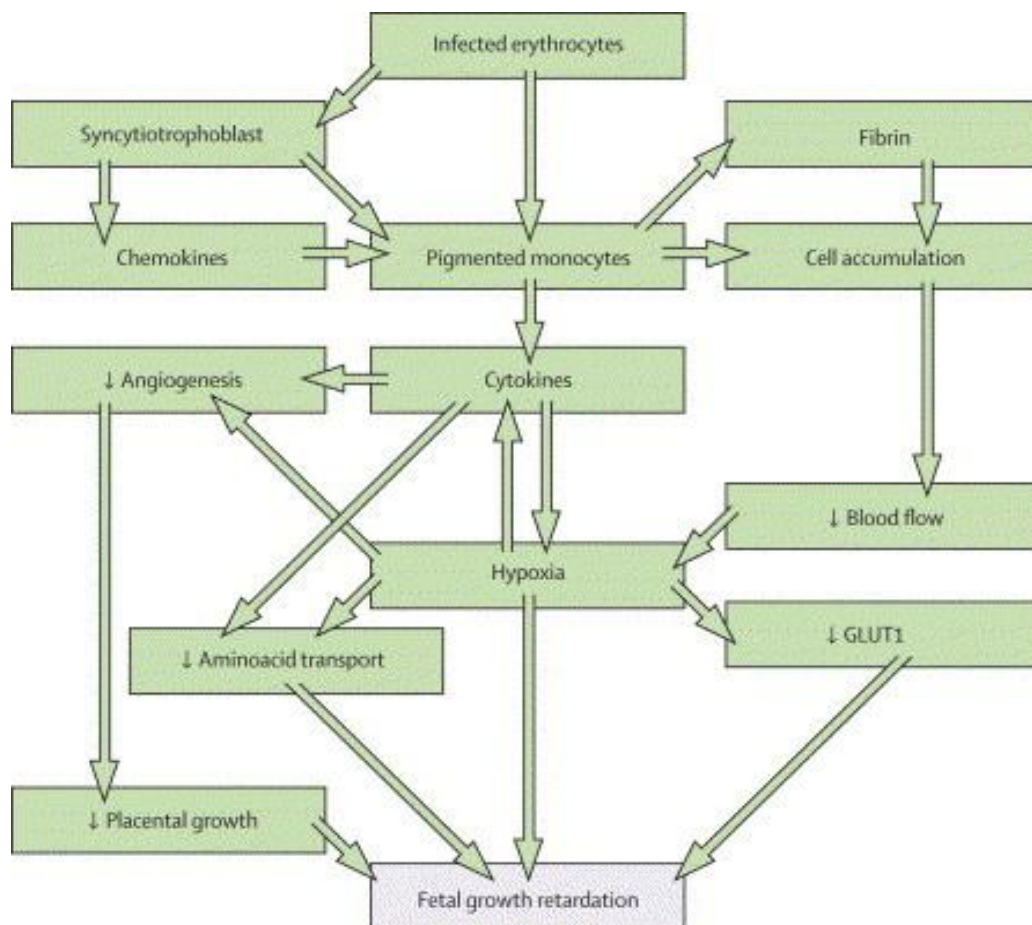 Infected erythrocytes
Syncytiotrophoblast
Fibrin
Chemokines
Pigmented monocytes
Cell accumulation
↓ Angiogenesis
Cytokines
↓ Blood flow
Hypoxia
↓ GLUT1
↓ Aminoacid transport
↓ Placental growth
Fetal growth retardation